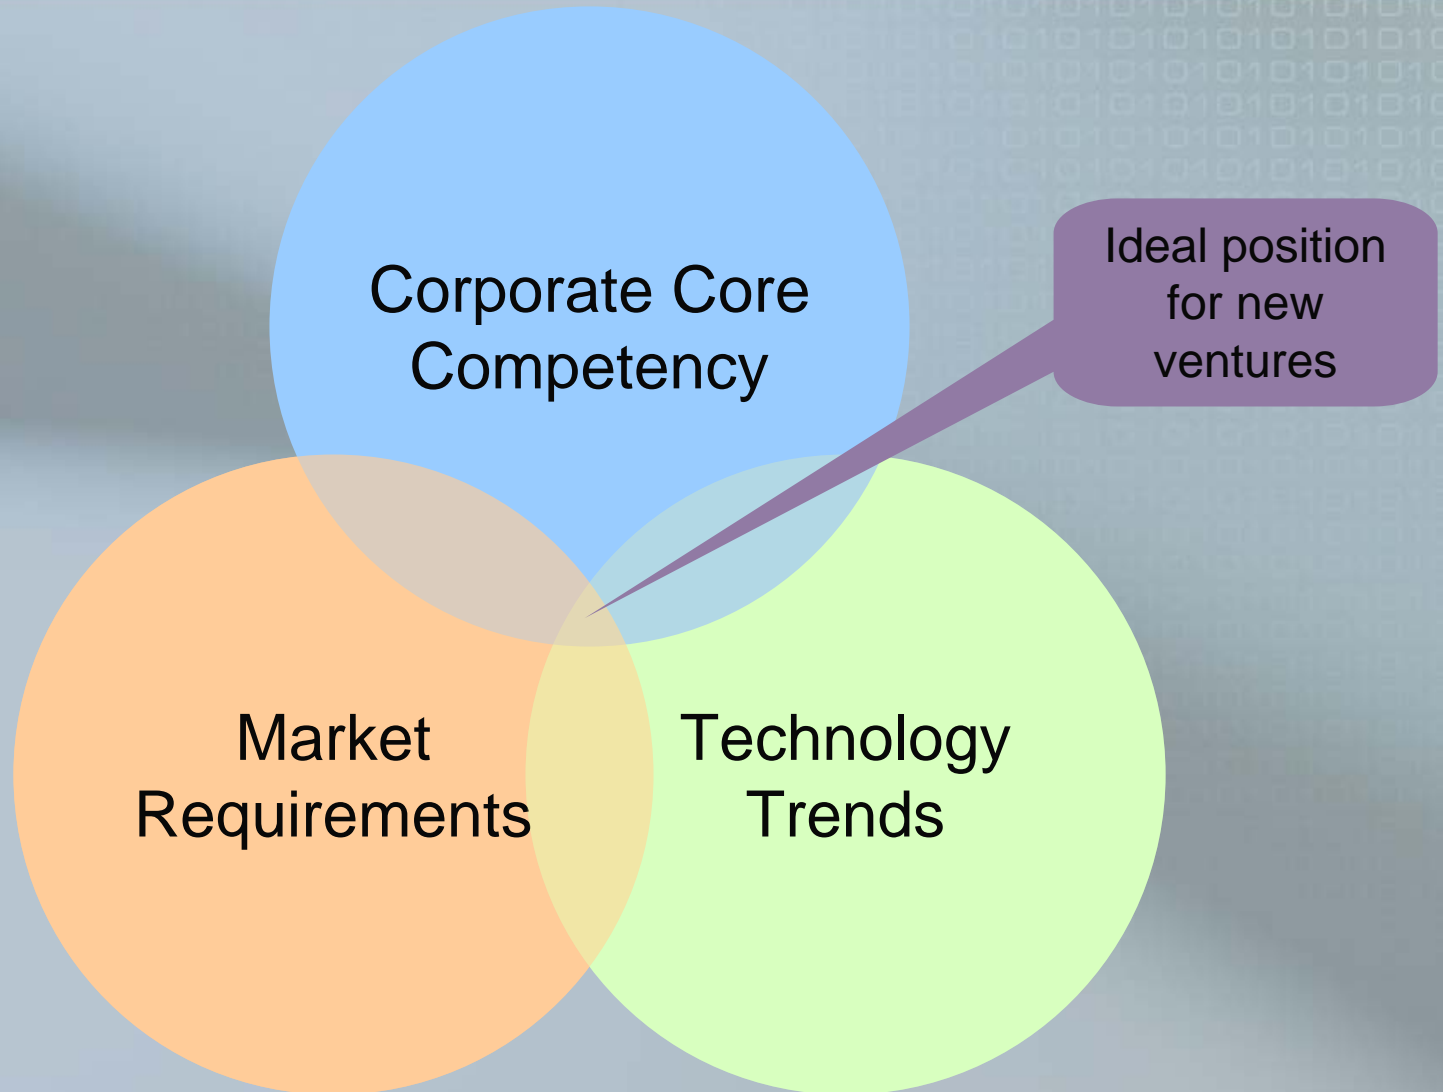 Corporate Core
Competency
Ideal position
for new
ventures
Market
Requirements
Technology
Trends